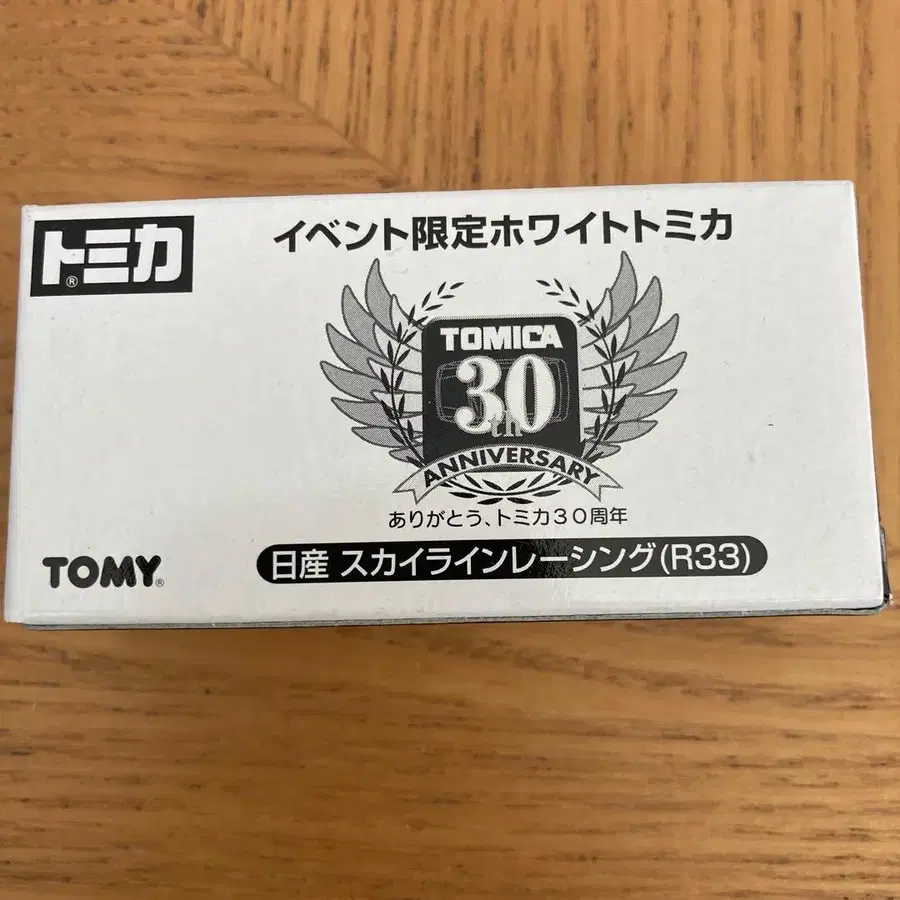 トミカ®
イベント限定ホワイトトミカ
TOMICA
30th
ANNIVERSARY
ありがとう、トミカ30周年
TOMY®
日産 スカイラインレーシング(R33)